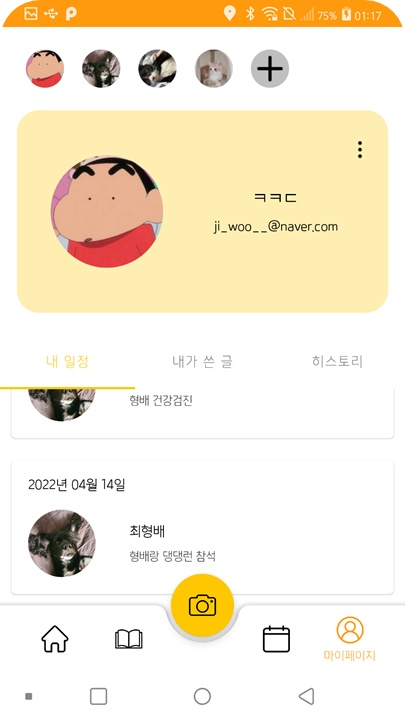 75% 01:17
ㅋㅋㄷ
ji_woo__@naver.com
내 일정 내가 쓴 글 히스토리
형배 건강검진
2022년 04월 14일
최형배
형배랑 댕댕런 참석
마이페이지